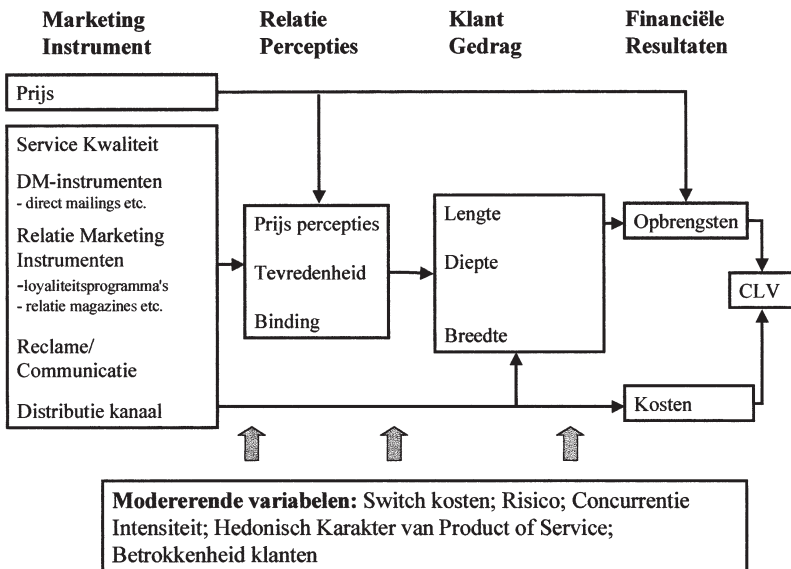 Marketing
Instrument
Relatie
Percepties
Klant
Gedrag
Financiële
Resultaten
Prijs
Service Kwaliteit
DM-instrumenten
- direct mailings etc.
Relatie Marketing
Instrumenten
-loyaliteitsprogramma's
- relatie magazines etc.
Reclame/
Communicatie
Distributie kanaal
Prijs percepties
Tevredenheid
Binding
Lengte
Diepte
Breedte
Opbrengsten
CLV
Kosten
Modererende variabelen: Switch kosten; Risico; Concurrentie
Intensiteit; Hedonisch Karakter van Product of Service;
Betrokkenheid klanten